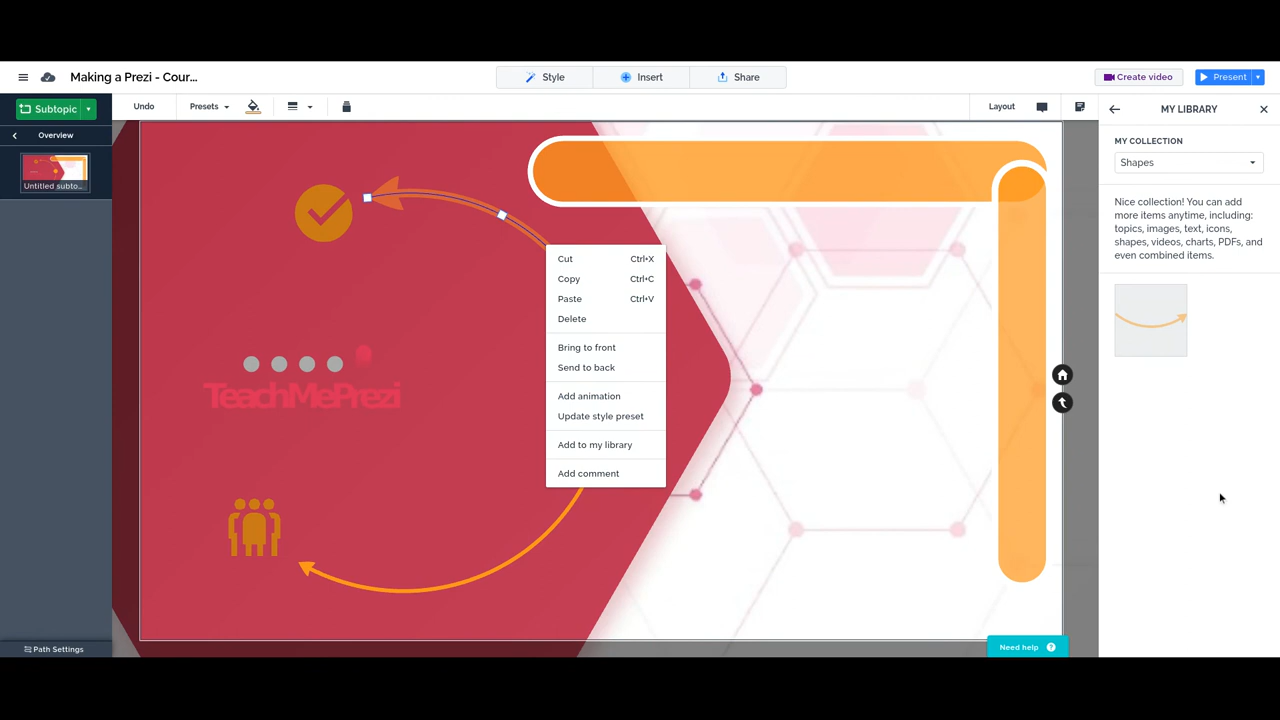 Making a Prezi - Cour...
Style
Insert
Share
Create video
Present
Subtopic
Undo
Presets
Layout
MY LIBRARY
Overview
MY COLLECTION
Shapes
Untitled subto...
Nice collection! You can add
more items anytime, including:
topics, images, text, icons,
shapes, videos, charts, PDFs, and
even combined items.
Cut Ctrl+X
Copy Ctrl+C
Paste Ctrl+V
Delete
Bring to front
Send to back
Add animation
Update style preset
Add to my library
Add comment
TeachMePrezi
Path Settings
Need help ?